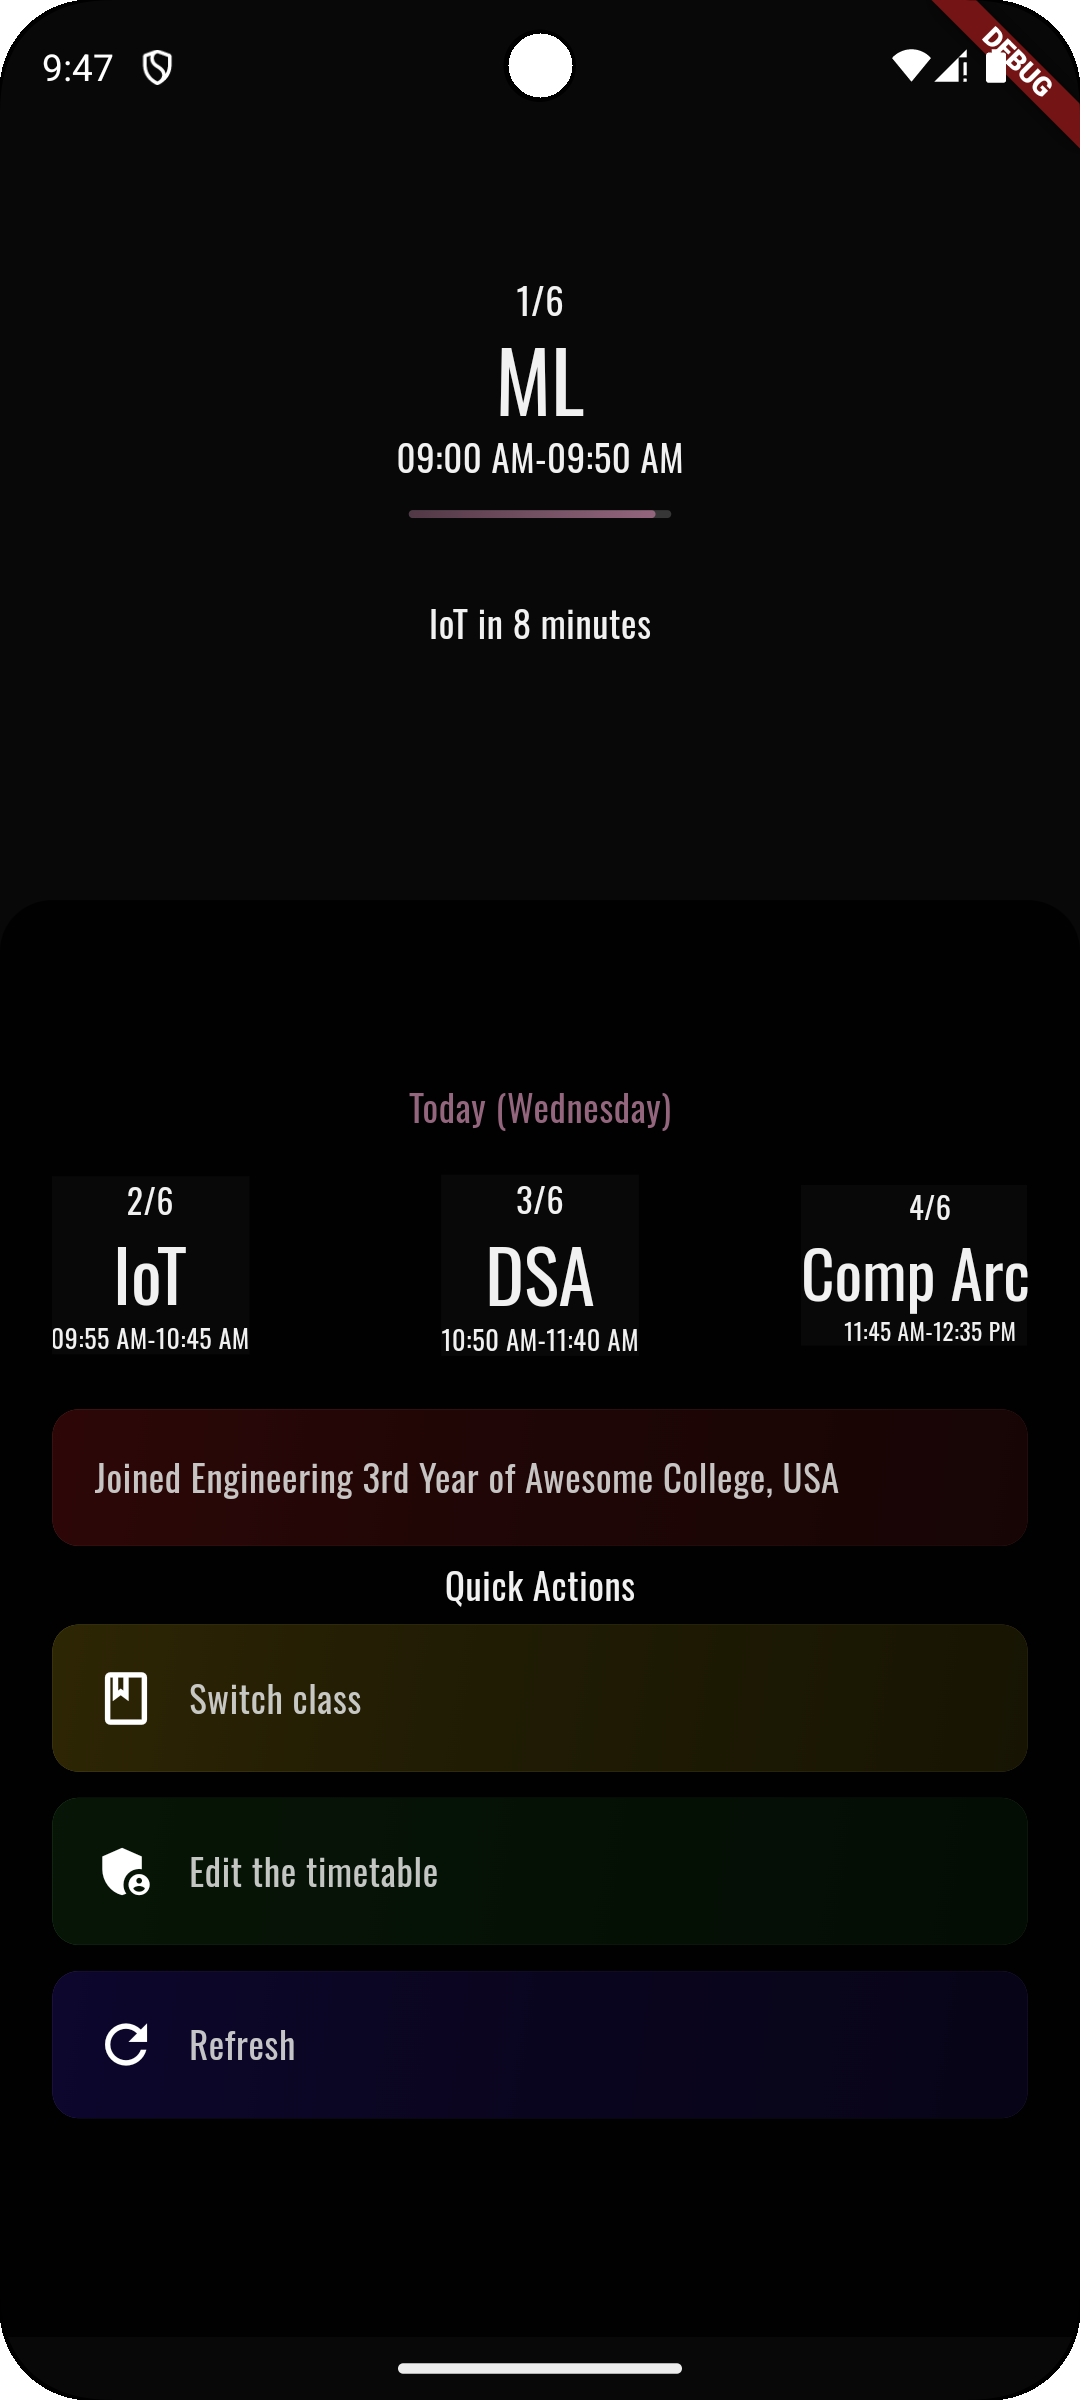 9:47
DEBUG
1/6
ML
09:00 AM-09:50 AM
IoT in 8 minutes
Today (Wednesday)
2/6
IoT
09:55 AM-10:45 AM
3/6
DSA
10:50 AM-11:40 AM
4/6
Comp Arc
11:45 AM-12:35 PM
Joined Engineering 3rd Year of Awesome College, USA
Quick Actions
Switch class
Edit the timetable
Refresh